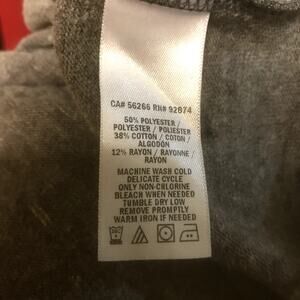 CA# 56266 RN# 92874
50% POLYESTER /
POLYESTER / POLIESTER
38% COTTON / COTON /
ALGODÓN
12% RAYON / RAYONNE /
RAYON
MACHINE WASH COLD
DELICATE CYCLE
ONLY NON-CHLORINE
BLEACH WHEN NEEDED
TUMBLE DRY LOW
REMOVE PROMPTLY
WARM IRON IF NEEDED